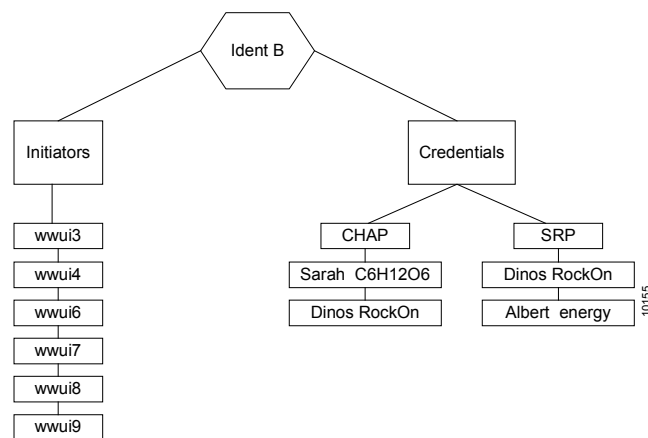 Ident B
Initiators
Credentials
wwui3
wwui4
wwui6
wwui7
wwui8
wwui9
CHAP
Sarah C6H12O6
Dinos RockOn
SRP
Dinos RockOn
Albert energy
10155